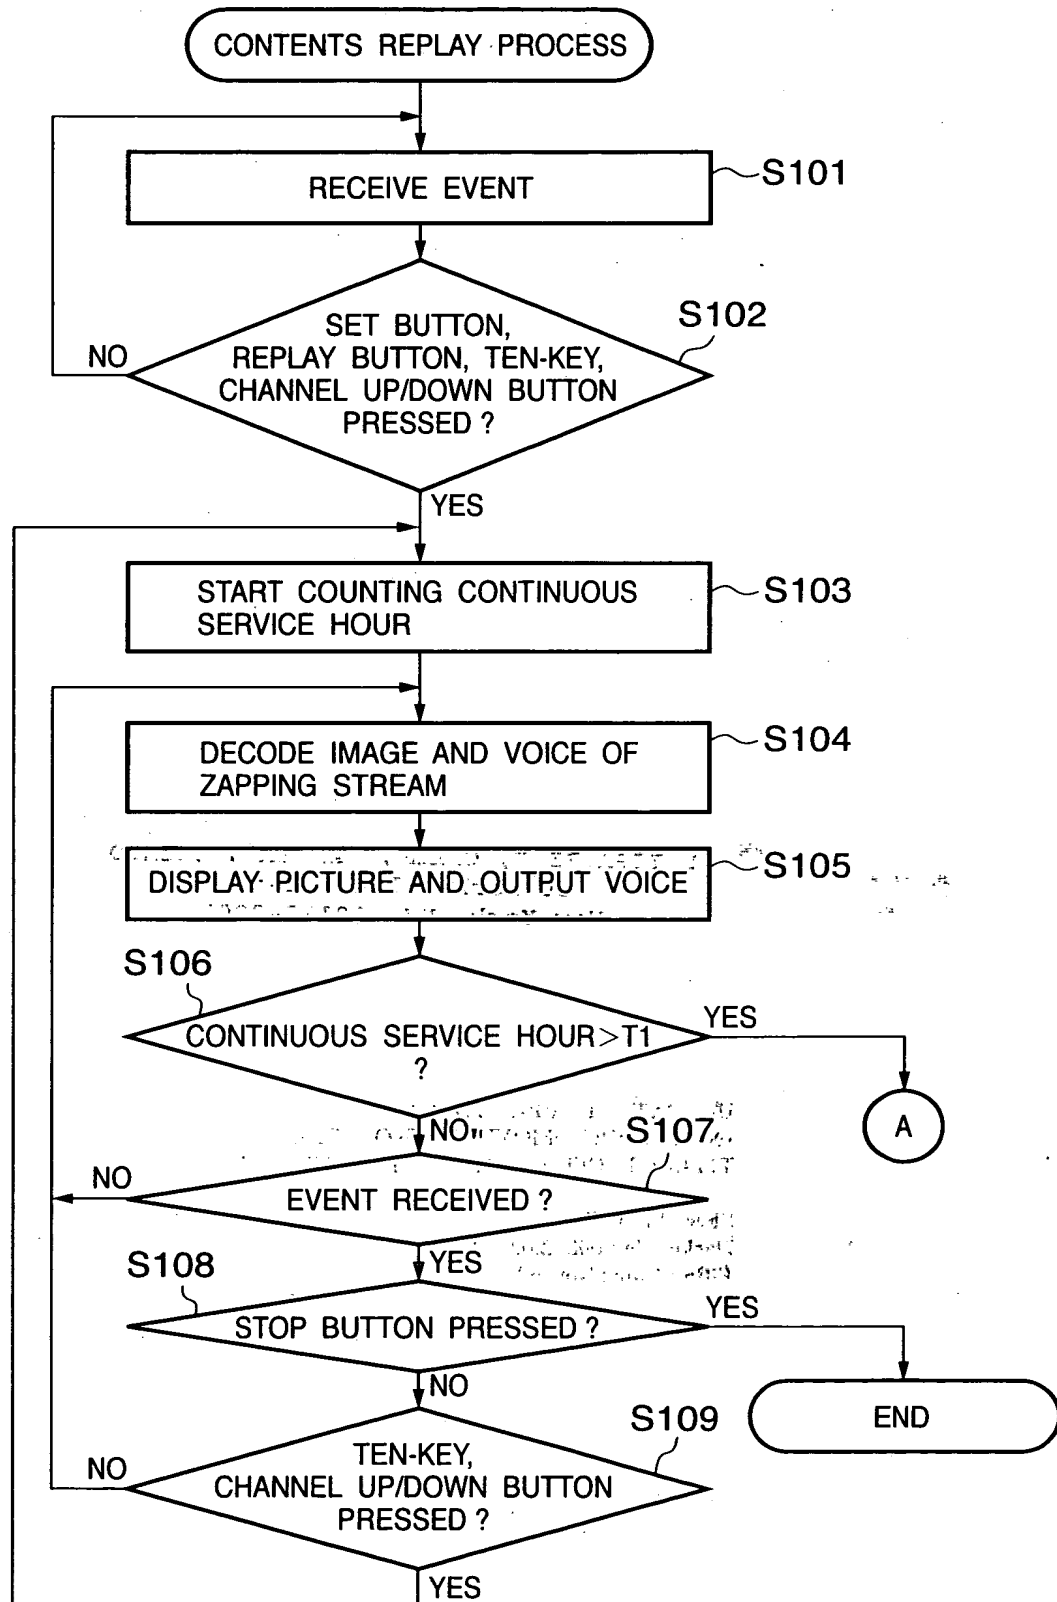 CONTENTS REPLAY PROCESS
RECEIVE EVENT
S101
SET BUTTON,
REPLAY BUTTON, TEN-KEY,
CHANNEL UP/DOWN BUTTON
PRESSED ?
S102
NO
YES
START COUNTING CONTINUOUS
SERVICE HOUR
S103
DECODE IMAGE AND VOICE OF
ZAPPING STREAM
S104
DISPLAY PICTURE AND OUTPUT VOICE
S105
S106
CONTINUOUS SERVICE HOUR>T1
?
YES
A
NO
S107
EVENT RECEIVED ?
NO
YES
S108
STOP BUTTON PRESSED ?
YES
END
NO
S109
TEN-KEY,
CHANNEL UP/DOWN BUTTON
PRESSED ?
NO
YES